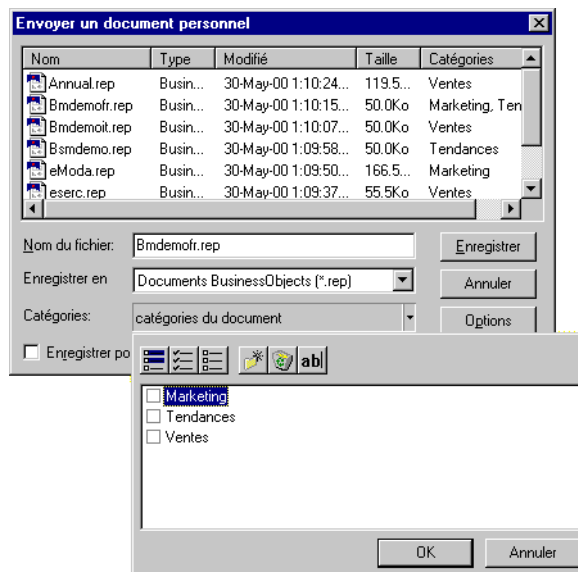 Envoyer un document personnel
Nom Type Modifié Taille Catégories
Annual.rep Busin... 30-May-00 1:10:24... 119.5... Ventes
Bmdemofr.rep Busin... 30-May-00 1:10:15... 50.0Ko Marketing, Ten
Bmdemoit.rep Busin... 30-May-00 1:10:07... 50.0Ko Ventes
Bsmdemo.rep Busin... 30-May-00 1:09:58... 50.0Ko Tendances
eModa.rep Busin... 30-May-00 1:09:50... 166.5... Marketing
eserc.rep Busin... 30-May-00 1:09:37... 55.5Ko Ventes
Nom du fichier: Bmdemofr.rep Enregistrer
Enregistrer en Documents BusinessObjects (*.rep) Annuler
Catégories: catégories du document Options
Enregistrer po
ab
Marketing
Tendances
Ventes
OK Annuler